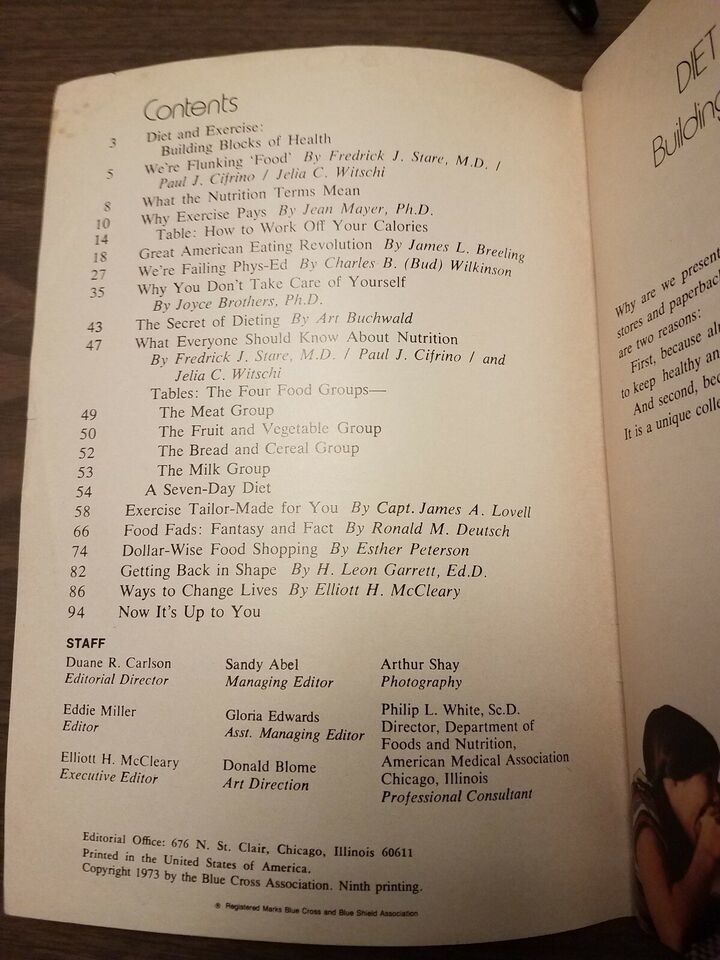 Contents
3 Diet and Exercise:
Building Blocks of Health
5 We're Flunking 'Food' By Fredrick J. Stare, M.D. /
Paul J. Cifrino / Jelia C. Witschi
8 What the Nutrition Terms Mean
10 Why Exercise Pays By Jean Mayer, Ph.D.
14 Table: How to Work Off Your Calories
18 Great American Eating Revolution By James L. Breeling
27 We're Failing Phys-Ed By Charles B. (Bud) Wilkinson
35 Why You Don't Take Care of Yourself
By Joyce Brothers, Ph.D.
43 The Secret of Dieting By Art Buchwald
47 What Everyone Should Know About Nutrition
By Fredrick J. Stare, M.D. / Paul J. Cifrino / and
Jelia C. Witschi
Tables: The Four Food Groups—
49 The Meat Group
50 The Fruit and Vegetable Group
52 The Bread and Cereal Group
53 The Milk Group
54 A Seven-Day Diet
58 Exercise Tailor-Made for You By Capt. James A. Lovell
66 Food Fads: Fantasy and Fact By Ronald M. Deutsch
74 Dollar-Wise Food Shopping By Esther Peterson
82 Getting Back in Shape By H. Leon Garrett, Ed.D.
86 Ways to Change Lives By Elliott H. McCleary
94 Now It's Up to You
STAFF
Duane R. Carlson
Editorial Director
Eddie Miller
Editor
Elliott H. McCleary
Executive Editor
Sandy Abel
Managing Editor
Gloria Edwards
Asst. Managing Editor
Donald Blome
Art Direction
Arthur Shay
Photography
Philip L. White, Sc.D.
Director, Department of
Foods and Nutrition,
American Medical Association
Chicago, Illinois
Professional Consultant
Editorial Office: 676 N. St. Clair, Chicago, Illinois 60611
Printed in the United States of America.
Copyright 1973 by the Blue Cross Association. Ninth printing.
® Registered Marks Blue Cross and Blue Shield Association
DIET
Building
Why are we present
stores and paperbac
are two reasons:
First, because al
to keep healthy an
And second, bec
It is a unique colle